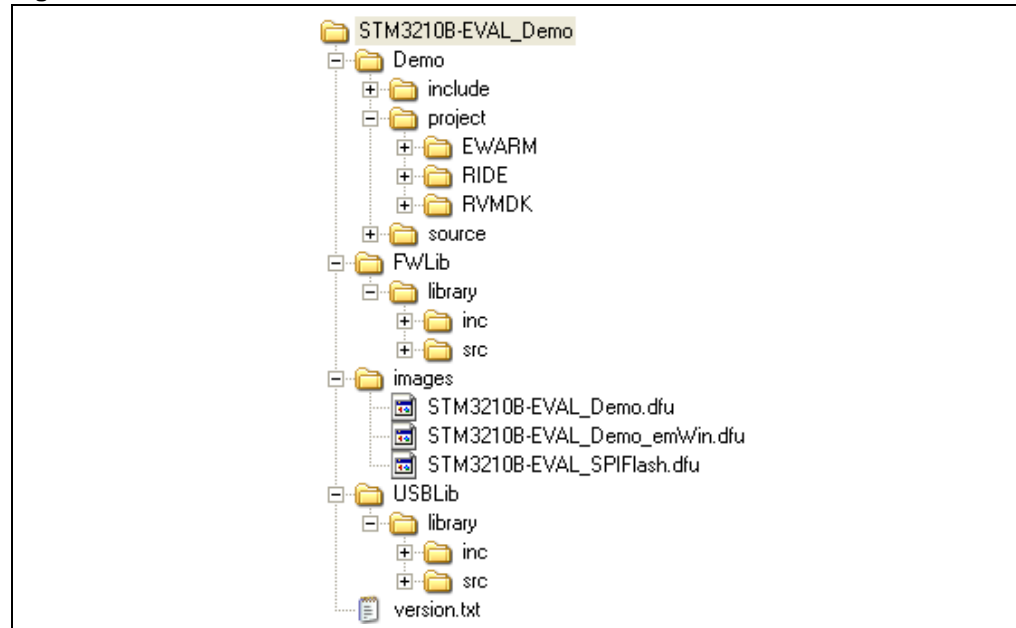 STM3210B-EVAL_Demo
Demo
include
project
EWARM
RIDE
RVMDK
source
FWLib
library
inc
src
images
STM3210B-EVAL_Demo.dfu
STM3210B-EVAL_Demo_emWin.dfu
STM3210B-EVAL_SPIFlash.dfu
USBLib
library
inc
src
version.txt